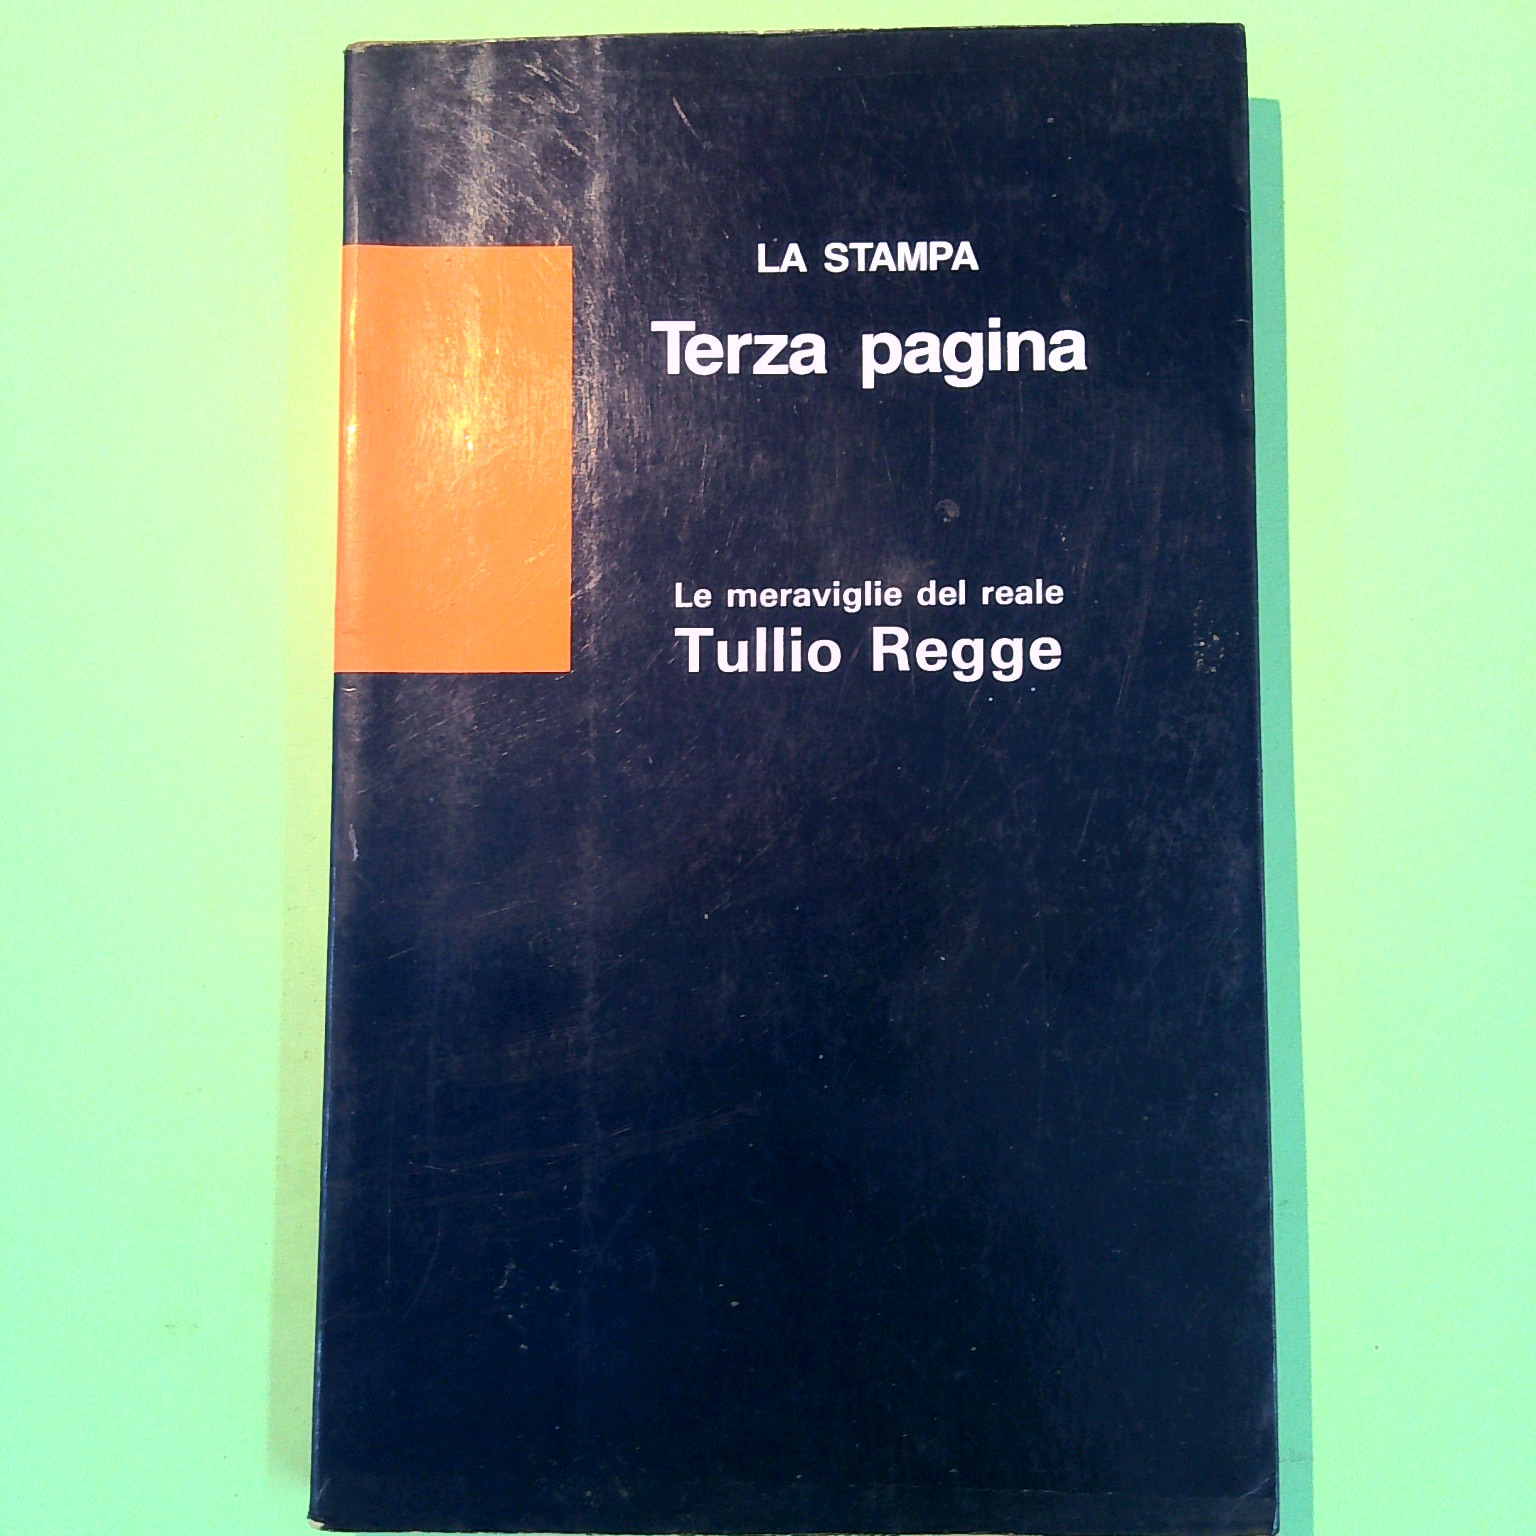 LA STAMPA
Terza pagina
Le meraviglie del reale
Tullio Regge